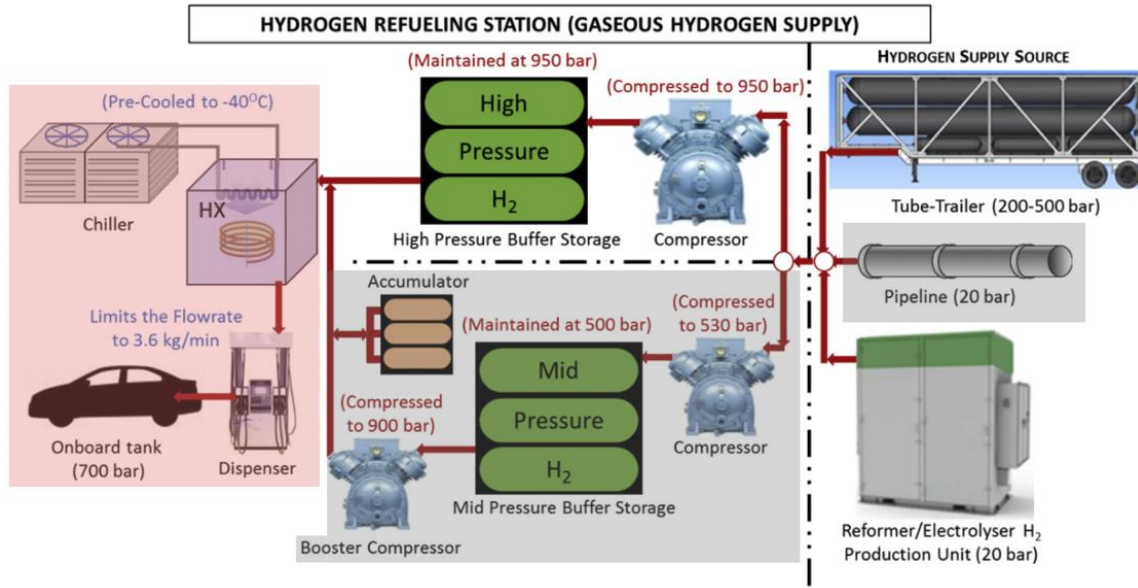 HYDROGEN REFUELING STATION (GASEOUS HYDROGEN SUPPLY)
(Maintained at 950 bar)
(Compressed to 950 bar)
HYDROGEN SUPPLY SOURCE
(Pre-Cooled to -40⁰C)
High
Pressure
H₂
HX
Chiller
High Pressure Buffer Storage
Compressor
Tube-Trailer (200-500 bar)
Accumulator
Pipeline (20 bar)
Limits the Flowrate
to 3.6 kg/min
(Maintained at 500 bar)
(Compressed
to 530 bar)
Mid
Pressure
H₂
(Compressed
to 900 bar)
Compressor
Onboard tank
(700 bar)
Dispenser
Mid Pressure Buffer Storage
Booster Compressor
Reformer/Electrolyser H₂
Production Unit (20 bar)